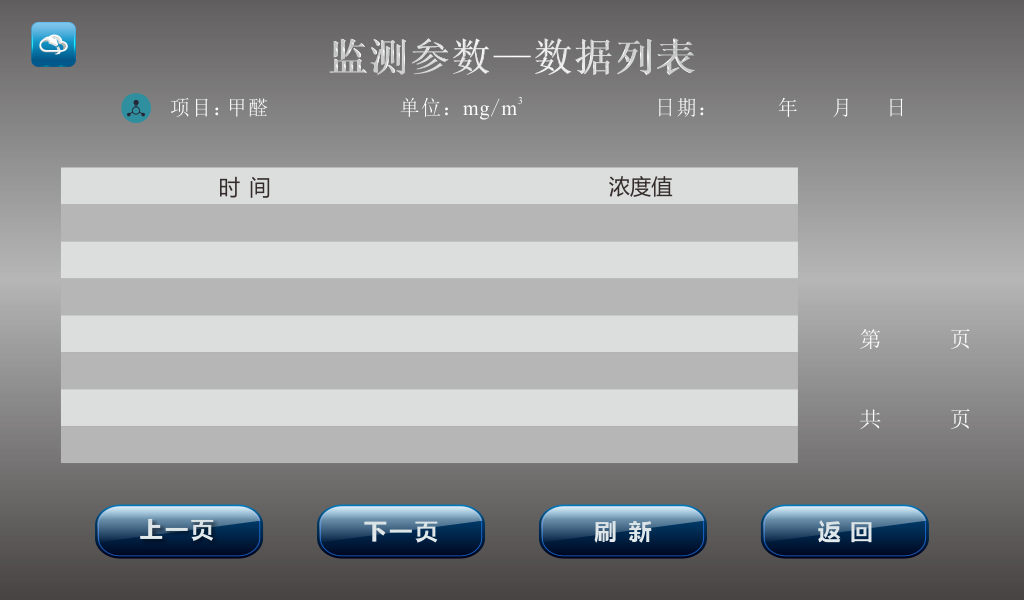 监测参数—数据列表
项目：甲醛 单位：mg/m³ 日期： 年 月 日
时 间 浓度值
第 页
共 页
上一页 下一页 刷 新 返 回